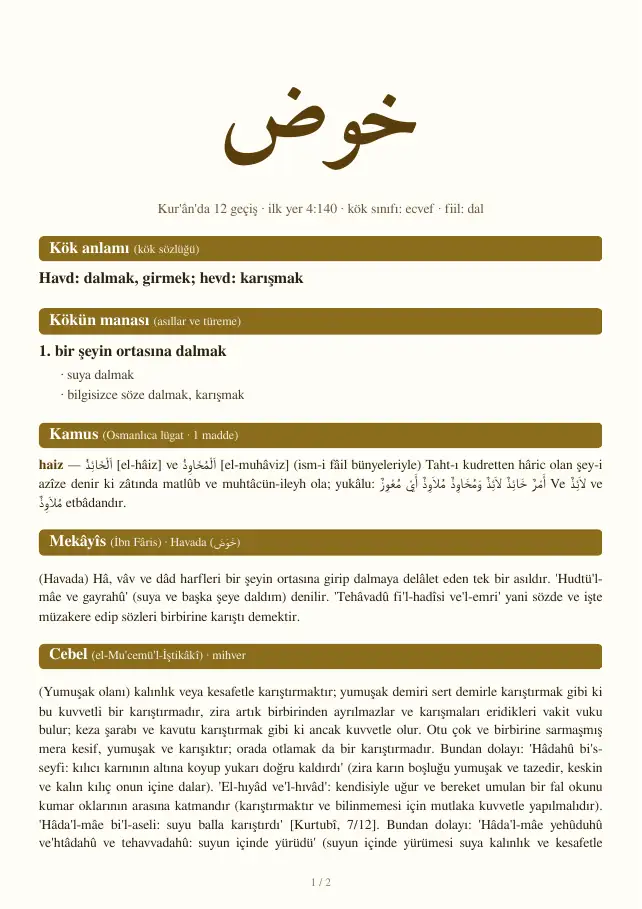 خوض
Kur'ân'da 12 geçiş · ilk yer 4:140 · kök sınıfı: ecvef · fiil: dal
Kök anlamı (kök sözlüğü)
Havd: dalmak, girmek; hevd: karışmak
Kökün manası (asıllar ve türeme)
1. bir şeyin ortasına dalmak
· suya dalmak
· bilgisizce söze dalmak, karışmak
Kamus (Osmanlıca lügat · 1 madde)
haiz — اَلْخَائِذُ [el-hâiz] ve اَلْمُخَاوِذُ [el-muhâviz] (ism-i fâil bünyeleriyle) Taht-ı kudretten hâric olan şey-i
azîze denir ki zâtında matlûb ve muhtâcün-ileyh ola; yukâlu: أَمْرٌ خَائِذٌ لاَئِذٌ وَمُخَاوِذٌ مُلاَوِذٌ أَيْ مُعْوِزٌ Ve لاَئِذٌ ve
مُلاَوِذٌ etbâdandır.
Mekâyîs (İbn Fâris) · Havada (خَوَضَ)
(Havada) Hâ, vâv ve dâd harfleri bir şeyin ortasına girip dalmaya delâlet eden tek bir asıldır. 'Hudtü'l-
mâe ve gayrahû' (suya ve başka şeye daldım) denilir. 'Tehâvadû fi'l-hadîsi ve'l-emri' yani sözde ve işte
müzakere edip sözleri birbirine karıştı demektir.
Cebel (el-Mu'cemü'l-İştikâkî) · mihver
(Yumuşak olanı) kalınlık veya kesafetle karıştırmaktır; yumuşak demiri sert demirle karıştırmak gibi ki
bu kuvvetli bir karıştırmadır, zira artık birbirinden ayrılmazlar ve karışmaları eridikleri vakit vuku
bulur; keza şarabı ve kavutu karıştırmak gibi ki ancak kuvvetle olur. Otu çok ve birbirine sarmaşmış
mera kesif, yumuşak ve karışıktır; orada otlamak da bir karıştırmadır. Bundan dolayı: 'Hâdahû bi's-
seyfi: kılıcı karnının altına koyup yukarı doğru kaldırdı' (zira karın boşluğu yumuşak ve tazedir, keskin
ve kalın kılıç onun içine dalar). 'El-hıyâd ve'l-hıvâd': kendisiyle uğur ve bereket umulan bir fal okunu
kumar oklarının arasına katmandır (karıştırmaktır ve bilinmemesi için mutlaka kuvvetle yapılmalıdır).
'Hâda'l-mâe bi'l-aseli: suyu balla karıştırdı' [Kurtubî, 7/12]. Bundan dolayı: 'Hâda'l-mâe yehûduhû
ve'htâdahû ve tehavvadahû: suyun içinde yürüdü' (suyun içinde yürümesi suya kalınlık ve kesafetle
1 / 2